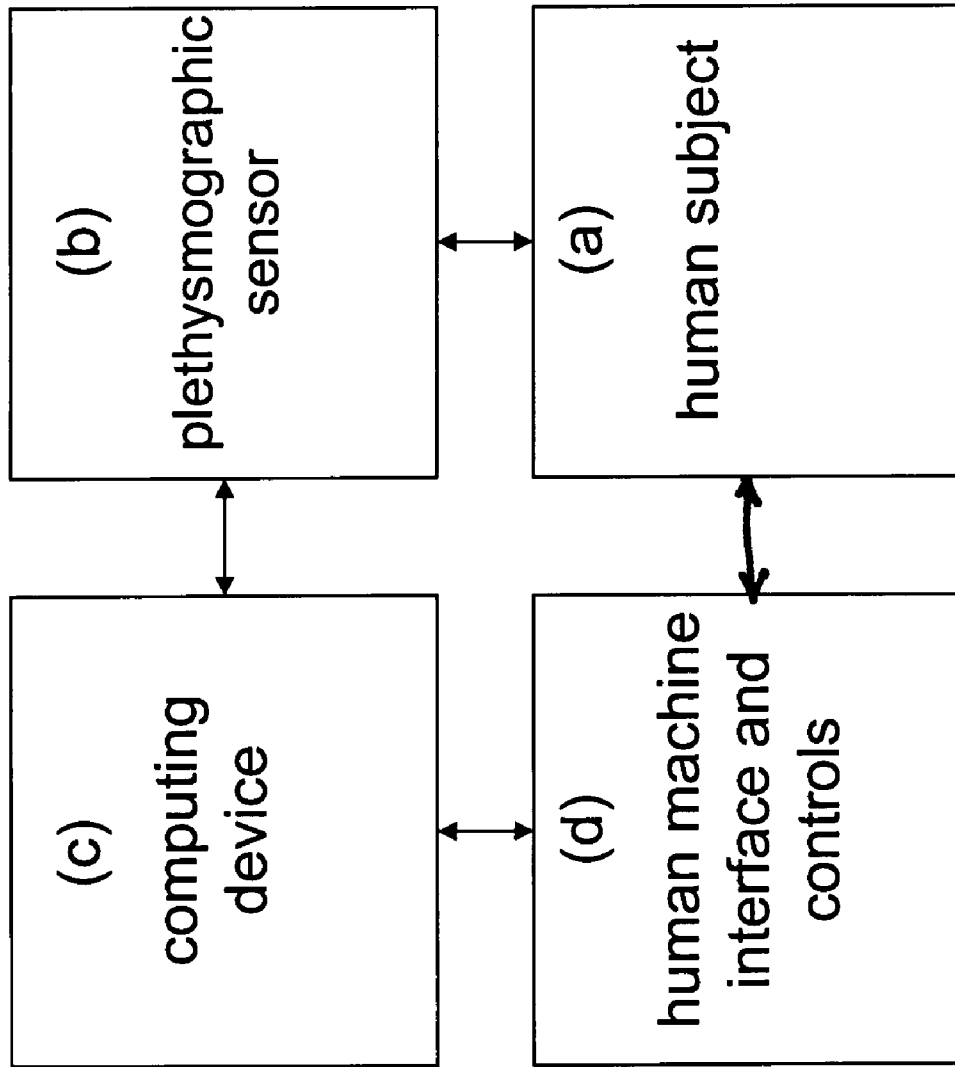 (a)
human subject
(b)
plethysmographic
sensor
(c)
computing
device
(d)
human machine
interface and
controls